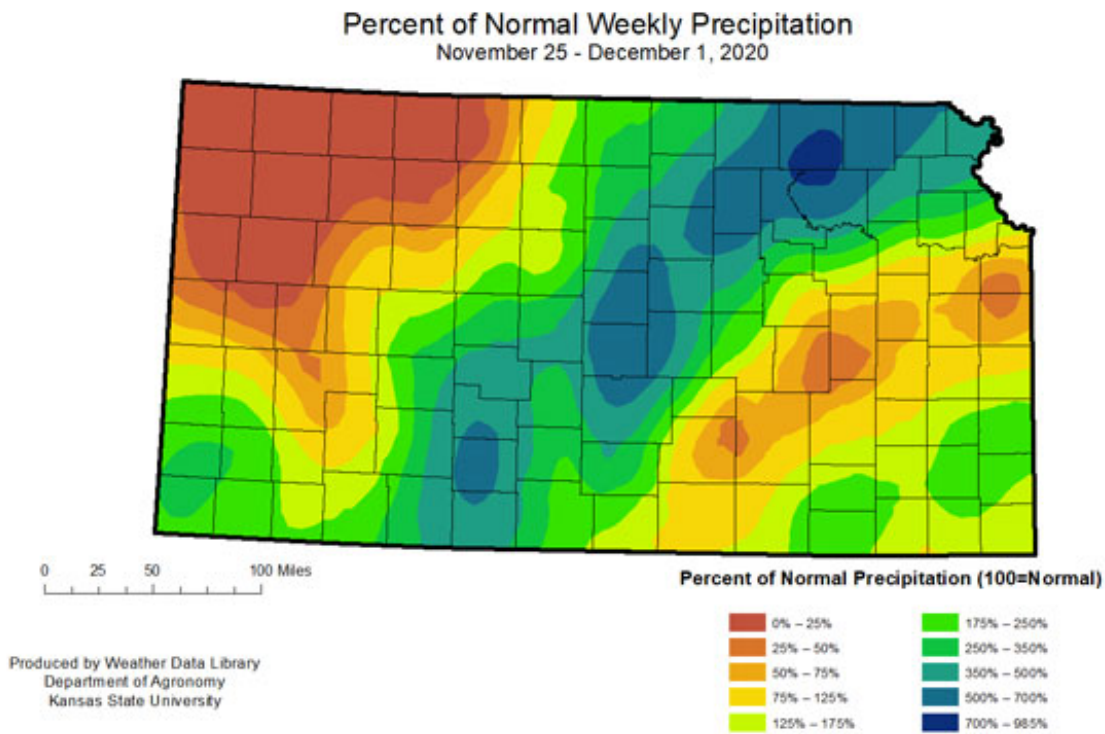 Percent of Normal Weekly Precipitation
November 25 - December 1, 2020
0 25 50 100 Miles
Produced by Weather Data Library
Department of Agronomy
Kansas State University
Percent of Normal Precipitation (100=Normal)
0% – 25%
25% – 50%
50% – 75%
75% – 125%
125% – 175%
175% – 250%
250% – 350%
350% – 500%
500% – 700%
700% – 985%